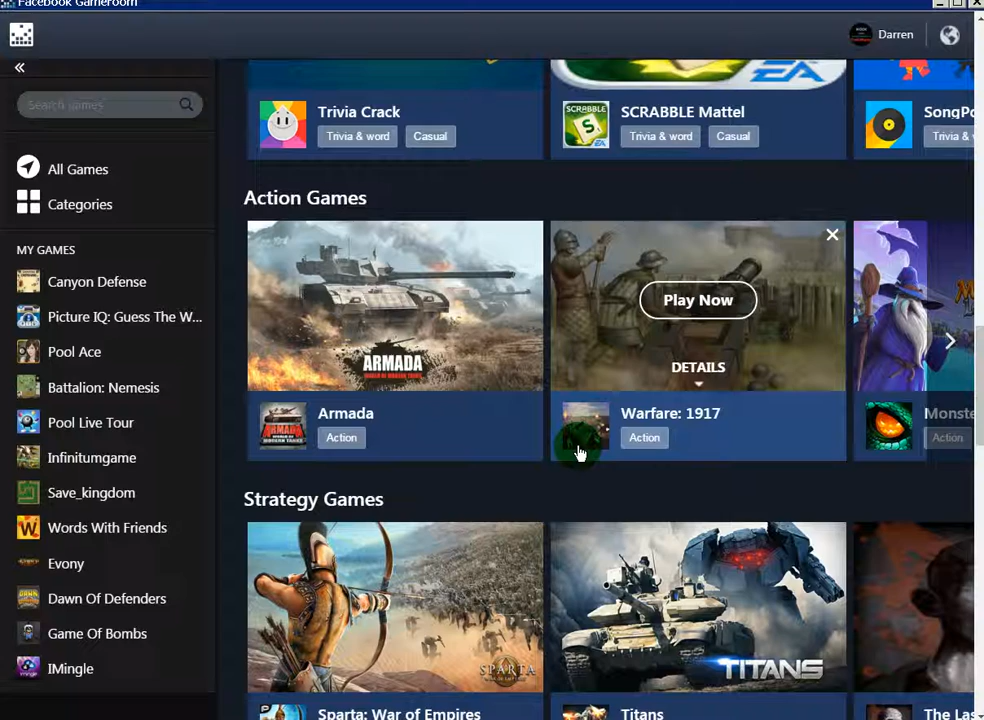 Facebook Gameroom
Darren
Search games
All Games
Categories
MY GAMES
Canyon Defense
Picture IQ: Guess The W...
Pool Ace
Battalion: Nemesis
Pool Live Tour
Infinitumgame
Save_kingdom
Words With Friends
Evony
Dawn Of Defenders
Game Of Bombs
IMingle
EA
SCRABBLE
S
Trivia Crack
Trivia & word
Casual
SCRABBLE Mattel
Trivia & word
Casual
SongPo
Trivia & w
Action Games
ARMADA
Play Now
DETAILS
Armada
Action
Warfare: 1917
Action
Monste
Action
Strategy Games
SPARTA
TITANS
Sparta: War of Empires
Titans
The Las